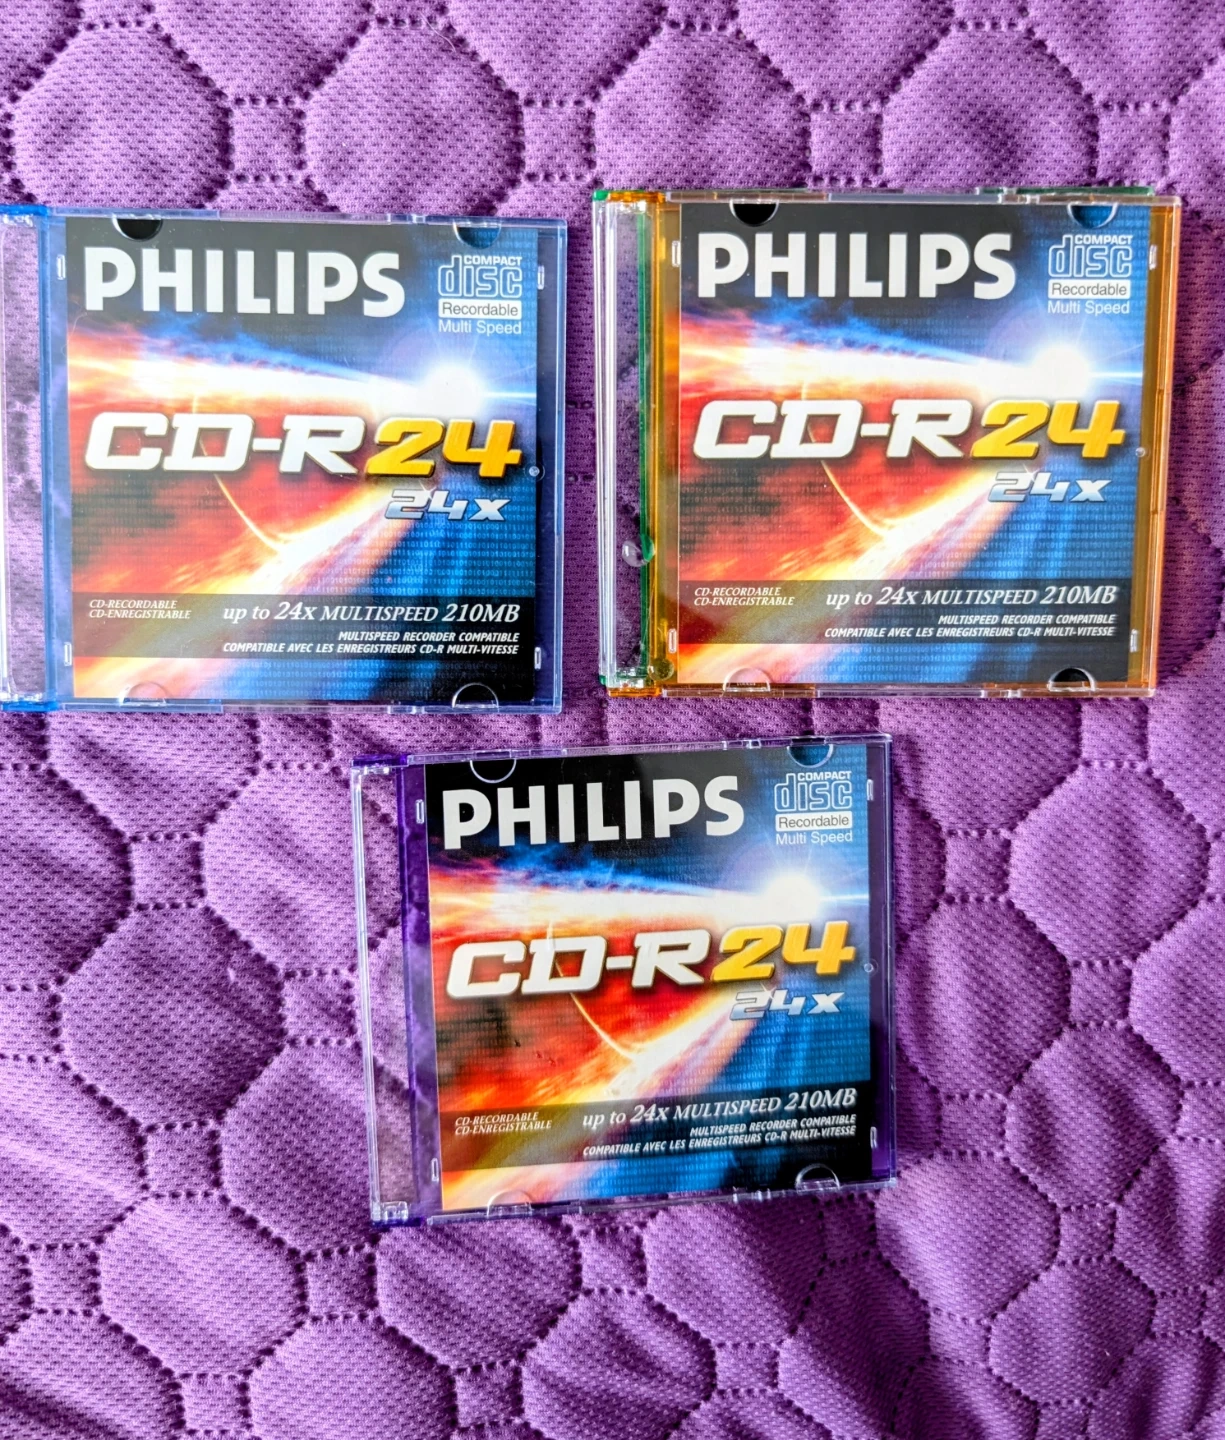 PHILIPS
COMPACT
disc
Recordable
Multi Speed
CD-R 24
24x
CD-RECORDABLE
CD-ENREGISTRABLE
up to 24x MULTISPEED 210MB
MULTISPEED RECORDER COMPATIBLE
COMPATIBLE AVEC LES ENREGISTREURS CD-R MULTI-VITESSE
PHILIPS
COMPACT
disc
Recordable
Multi Speed
CD-R 24
24x
CD-RECORDABLE
CD-ENREGISTRABLE
up to 24x MULTISPEED 210MB
MULTISPEED RECORDER COMPATIBLE
COMPATIBLE AVEC LES ENREGISTREURS CD-R MULTI-VITESSE
PHILIPS
COMPACT
disc
Recordable
Multi Speed
CD-R 24
24x
CD-RECORDABLE
CD-ENREGISTRABLE
up to 24x MULTISPEED 210MB
MULTISPEED RECORDER COMPATIBLE
COMPATIBLE AVEC LES ENREGISTREURS CD-R MULTI-VITESSE